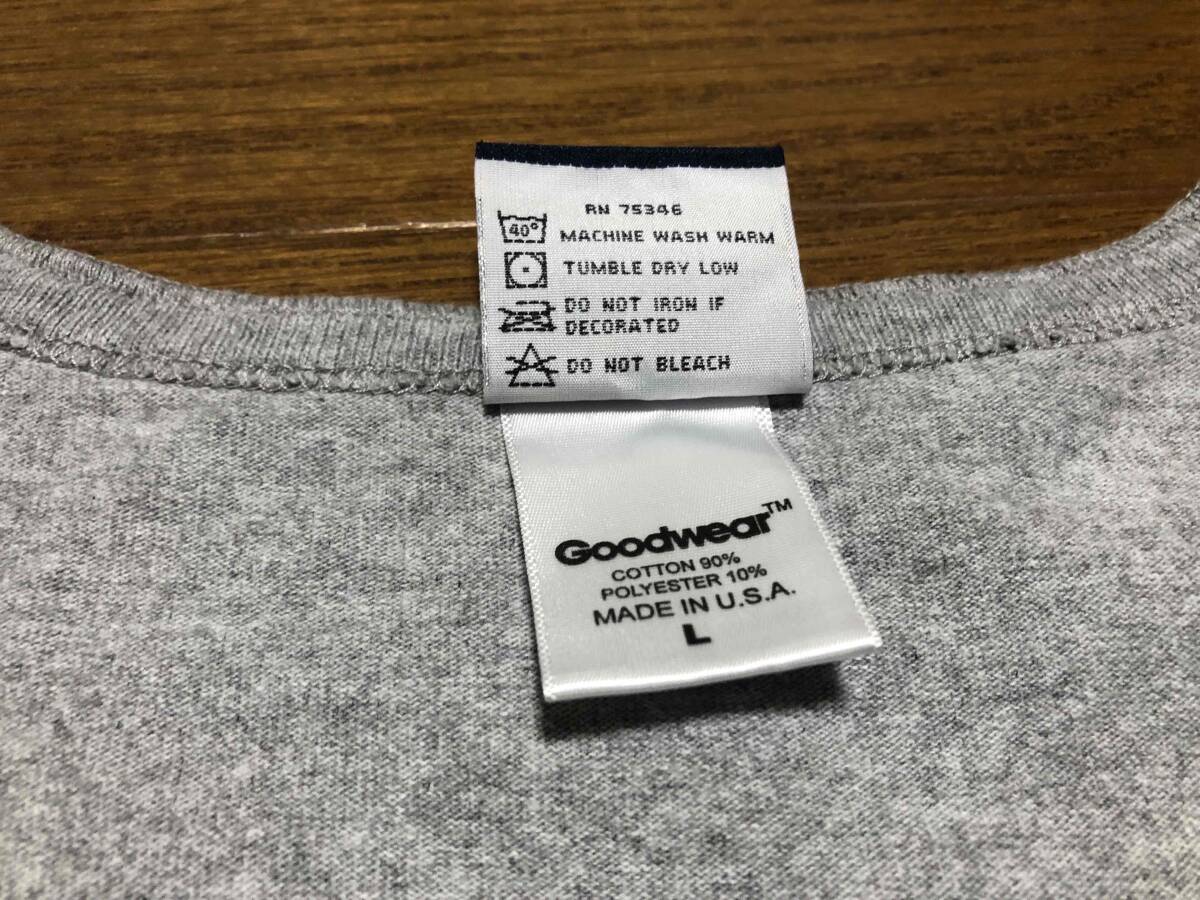 RN 75346
40°
MACHINE WASH WARM
TUMBLE DRY LOW
DO NOT IRON IF
DECORATED
DO NOT BLEACH
Goodwear™
COTTON 90%
POLYESTER 10%
MADE IN U.S.A.
L